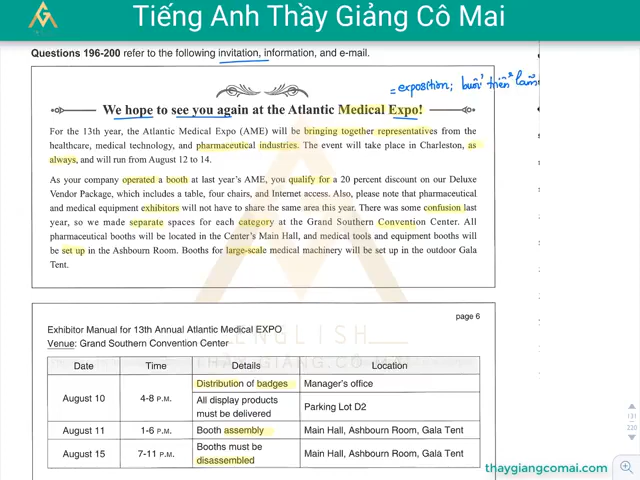 Tiếng Anh Thầy Giảng Cô Mai
Questions 196-200 refer to the following invitation, information, and e-mail.
= exposition; buổi triển lãm
We hope to see you again at the Atlantic Medical Expo!
For the 13th year, the Atlantic Medical Expo (AME) will be bringing together representatives from the
healthcare, medical technology, and pharmaceutical industries. The event will take place in Charleston, as
always, and will run from August 12 to 14.
As your company operated a booth at last year's AME, you qualify for a 20 percent discount on our Deluxe
Vendor Package, which includes a table, four chairs, and Internet access. Also, please note that pharmaceutical
and medical equipment exhibitors will not have to share the same area this year. There was some confusion last
year, so we made separate spaces for each category at the Grand Southern Convention Center. All
pharmaceutical booths will be located in the Center's Main Hall, and medical tools and equipment booths will
be set up in the Ashbourn Room. Booths for large-scale medical machinery will be set up in the outdoor Gala
Tent.
page 6
Exhibitor Manual for 13th Annual Atlantic Medical EXPO
ENGLISH
Venue: Grand Southern Convention Center
THAY GIANG.CO MAI
Date Time Details Location
August 10 4-8 P.M. Distribution of badges Manager's office
All display products must be delivered Parking Lot D2
August 11 1-6 P.M. Booth assembly Main Hall, Ashbourn Room, Gala Tent
August 15 7-11 P.M. Booths must be disassembled Main Hall, Ashbourn Room, Gala Tent
131
220
thaygiangcomai.com